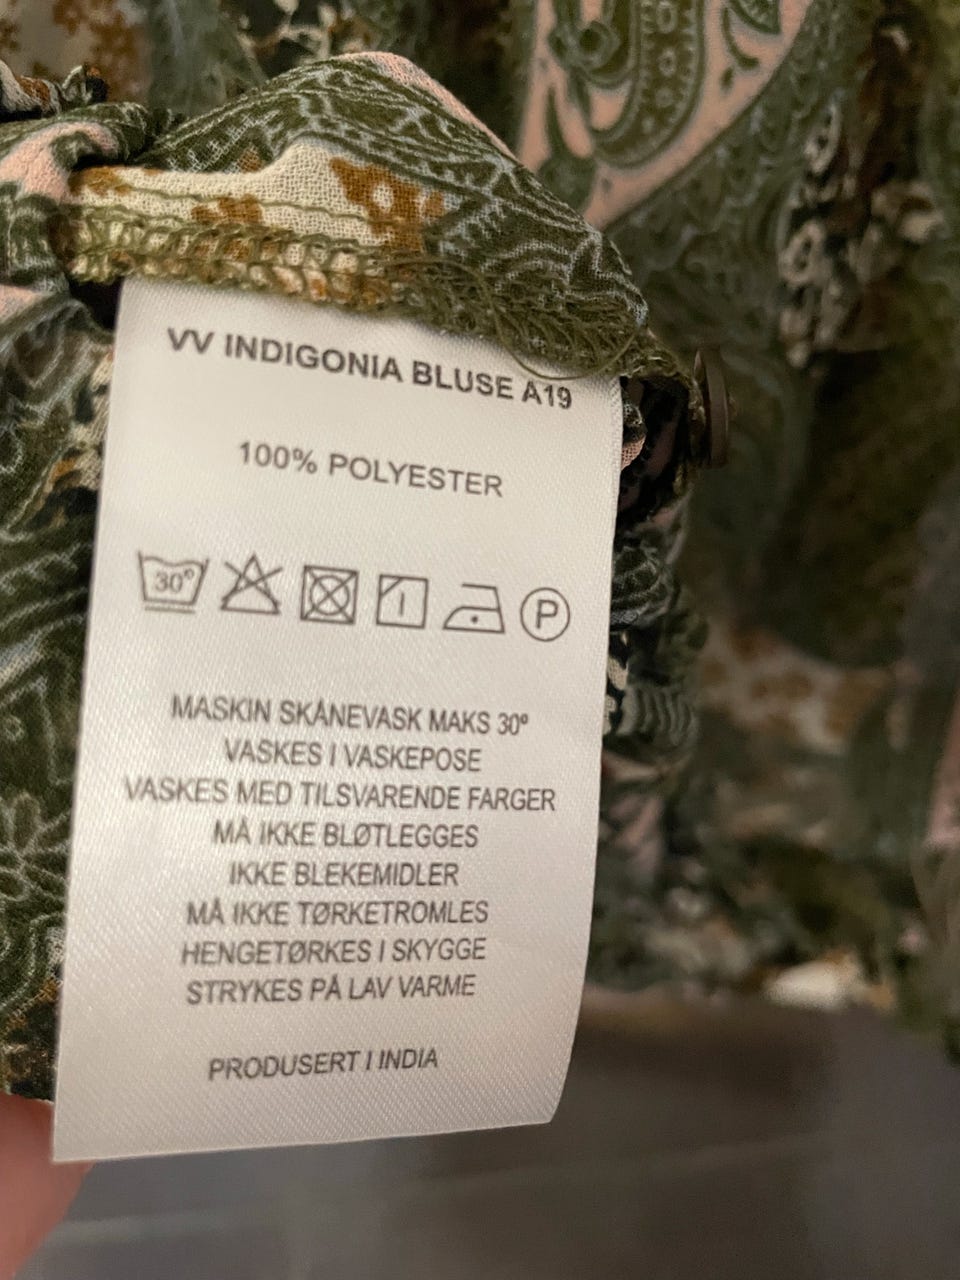 VV INDIGONIA BLUSE A19
100% POLYESTER
30° P
MASKIN SKÅNEVASK MAKS 30º
VASKES I VASKEPOSE
VASKES MED TILSVARENDE FARGER
MÅ IKKE BLØTLEGGES
IKKE BLEKEMIDLER
MÅ IKKE TØRKETROMLES
HENGETØRKES I SKYGGE
STRYKES PÅ LAV VARME
PRODUSERT I INDIA